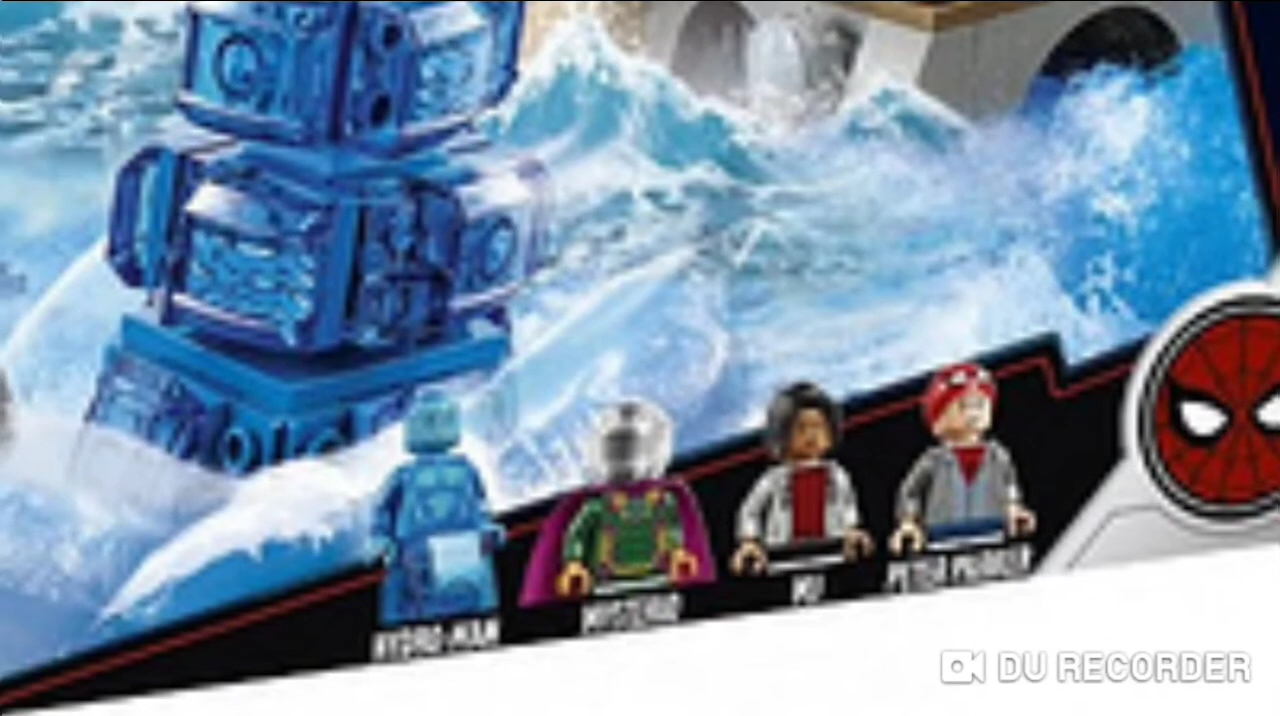 HYDRO-MAN
MYSTERIO
MJ
PETER PARKER
DU RECORDER